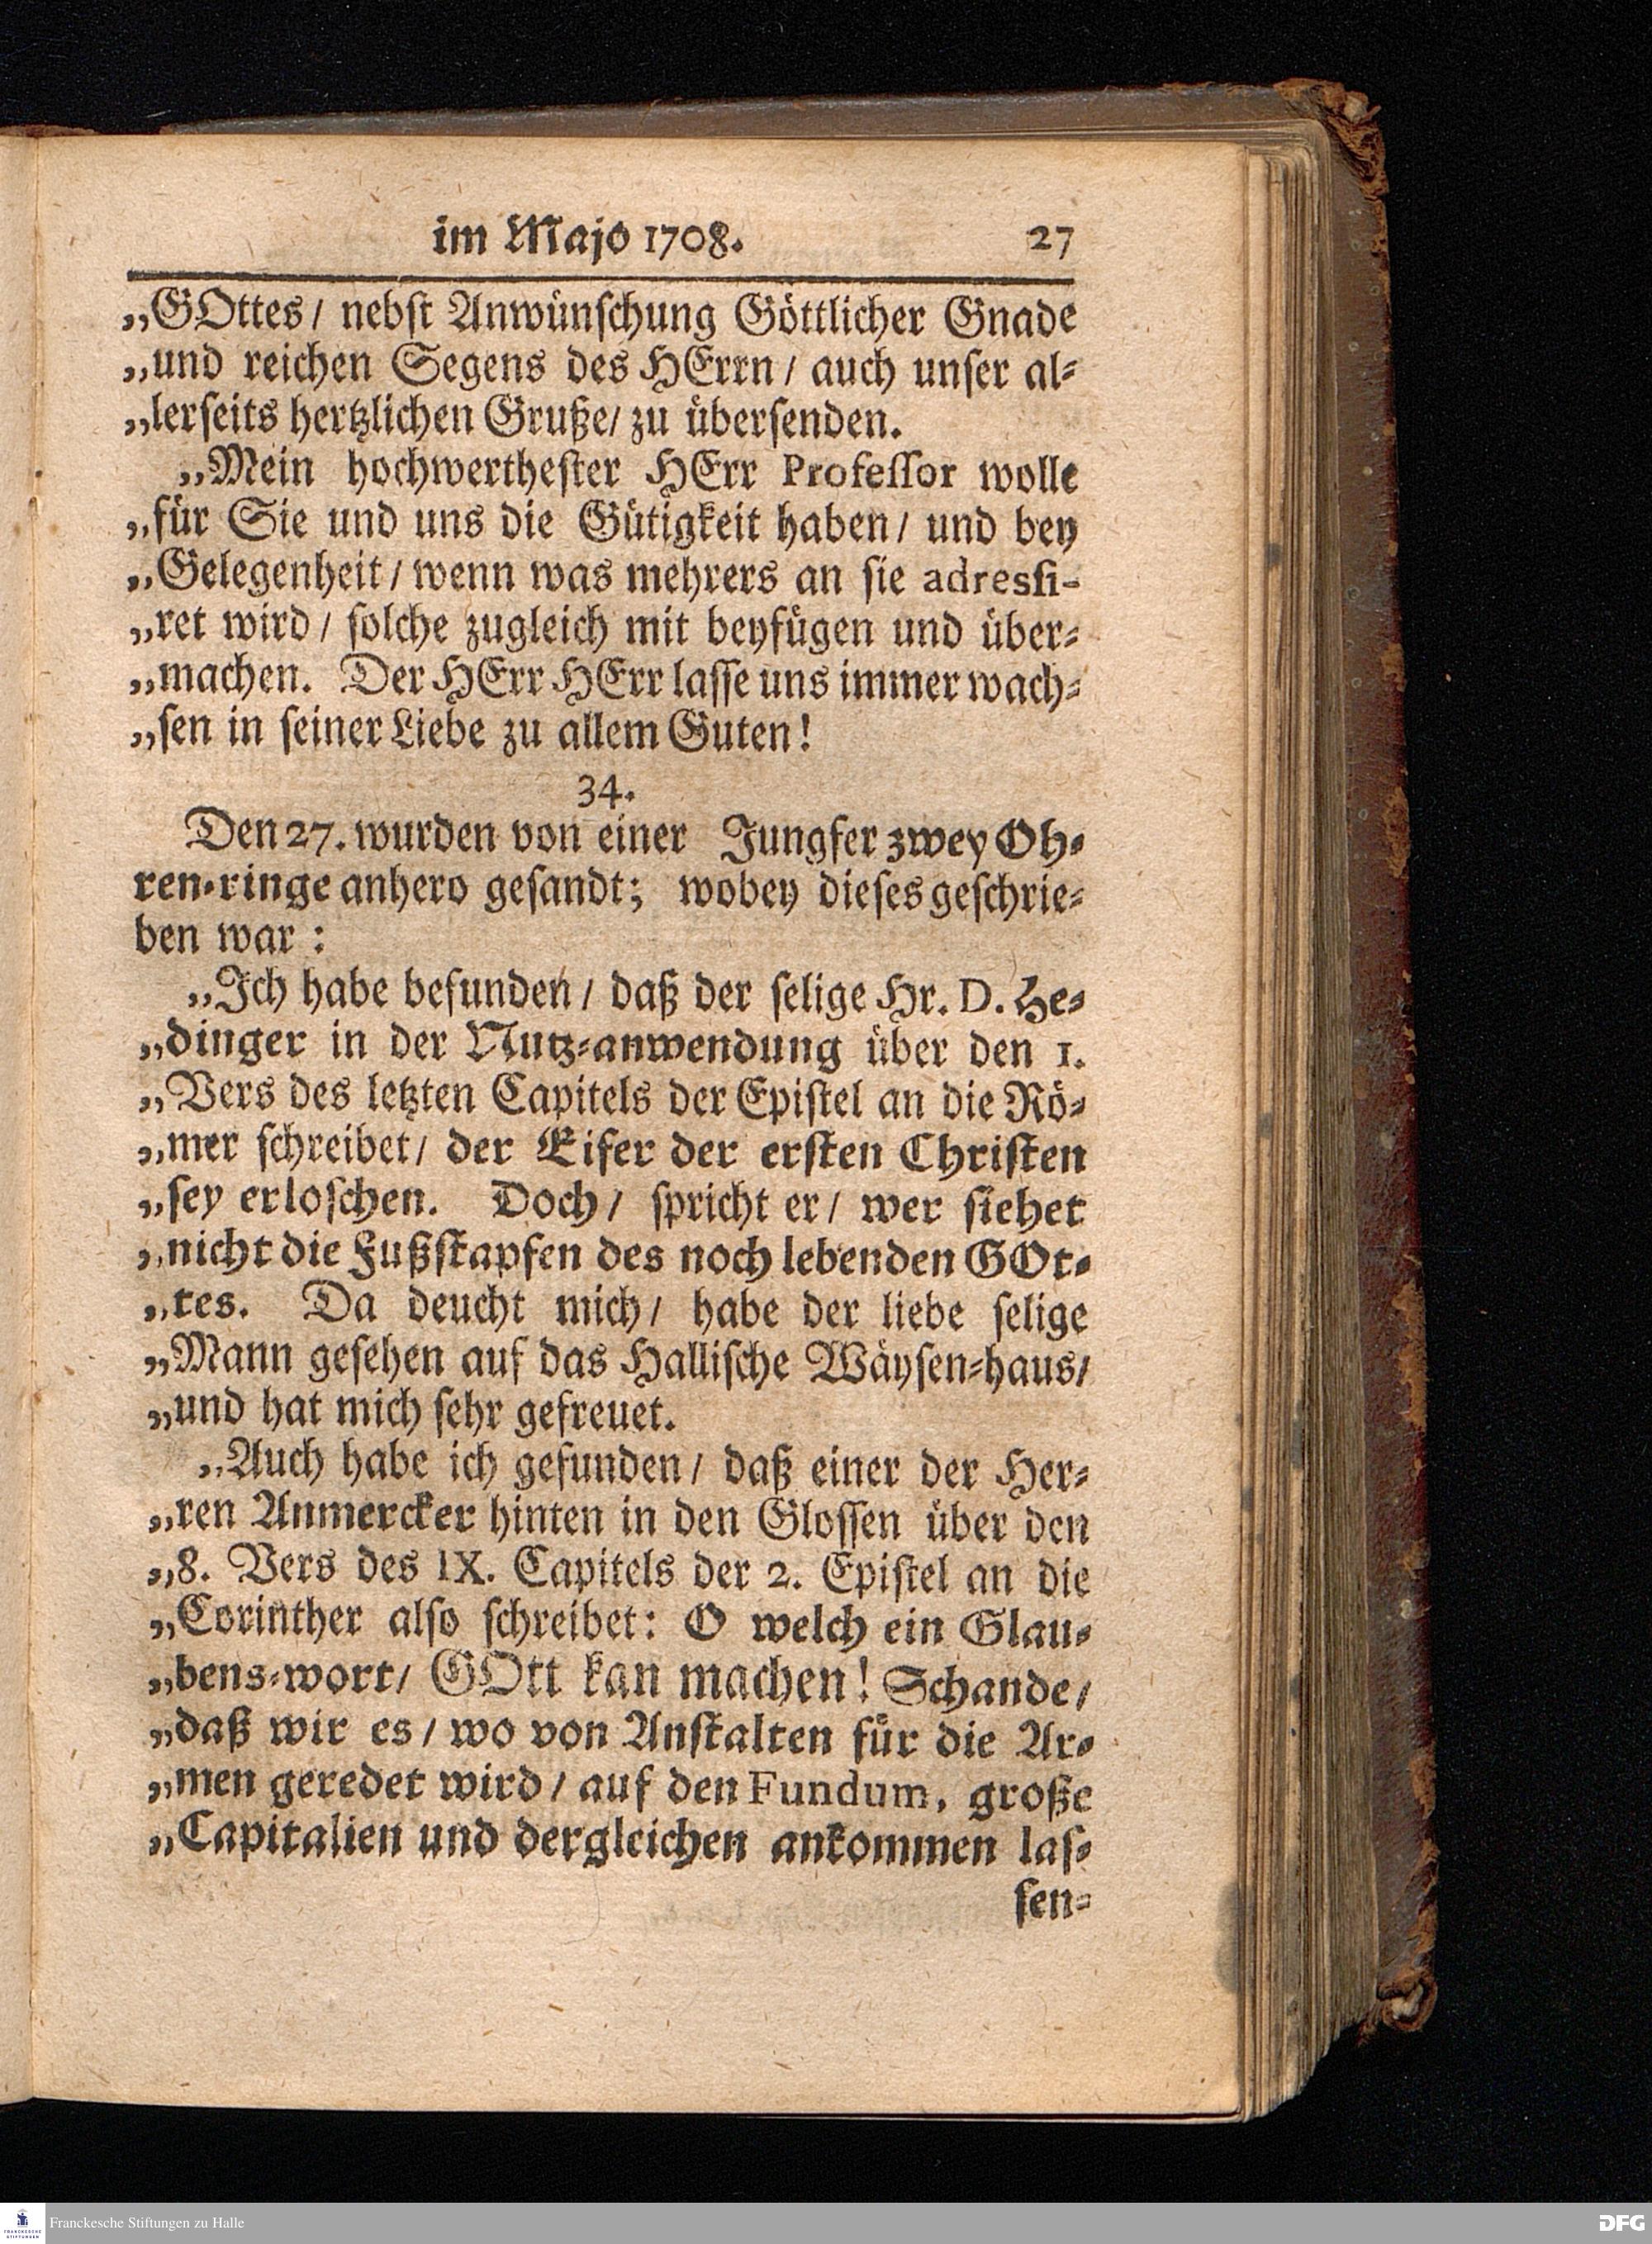 im Majo 1708. 27
„GOttes/ nebst Anwünschung Göttlicher Gnade
„und reichen Segens des HErrn/ auch unser al-
„lerseits hertzlichen Gruße/ zu übersenden.
„Mein hochwerthester HErr Professor wolle
„für Sie und uns die Gütigkeit haben/ und bey
„Gelegenheit/ wenn was mehrers an sie adressi-
„ret wird/ solche zugleich mit beyfügen und über-
„machen. Der HErr HErr lasse uns immer wach-
„sen in seiner Liebe zu allem Guten!
34.
Den 27. wurden von einer Jungfer zwey Oh-
ren-ringe anhero gesandt; wobey dieses geschrie-
ben war:
„Ich habe befunden/ daß der selige Hr. D. He-
„dinger in der Nutz-anwendung über den 1.
„Vers des letzten Capitels der Epistel an die Rö-
„mer schreibet/ der Eifer der ersten Christen
„sey erloschen. Doch/ spricht er/ wer siehet
„nicht die Fußstapfen des noch lebenden GOt-
„tes. Da deucht mich/ habe der liebe selige
„Mann gesehen auf das Hallische Wäysen-haus/
„und hat mich sehr gefreuet.
„Auch habe ich gefunden/ daß einer der Her-
„ren Anmercker hinten in den Glossen über den
„8. Vers des IX. Capitels der 2. Epistel an die
„Corinther also schreibet: O welch ein Glau-
„bens-wort/ GOtt kan machen! Schande/
„daß wir es/ wo von Anstalten für die Ar-
„men geredet wird/ auf den Fundum, große
„Capitalien und dergleichen ankommen las-
sen-
FRANCKESCHE STIFTUNGEN
Franckesche Stiftungen zu Halle
DFG